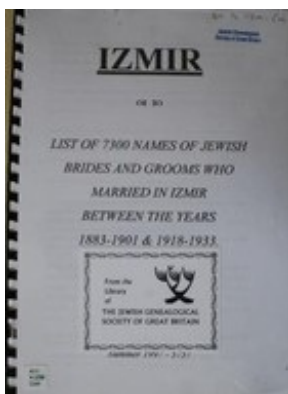 IZMIR
LIST OF 7300 NAMES OF JEWISH
BRIDES AND GROOMS WHO
MARRIED IN IZMIR
BETWEEN THE YEARS
1883-1901 & 1918-1933.
From the
Library
of
THE JEWISH GENEALOGICAL
SOCIETY OF GREAT BRITAIN